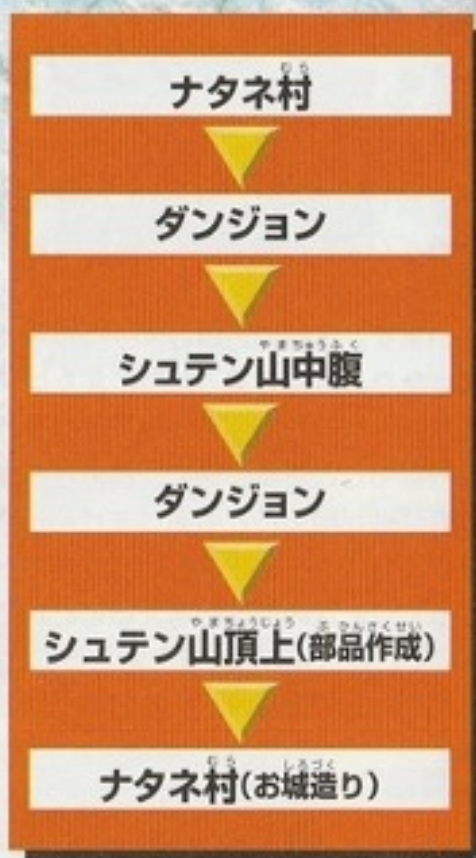 ナタネ村
ダンジョン
シュテン山中腹
ダンジョン
シュテン山頂上(部品作成)
ナタネ村(お城造り)